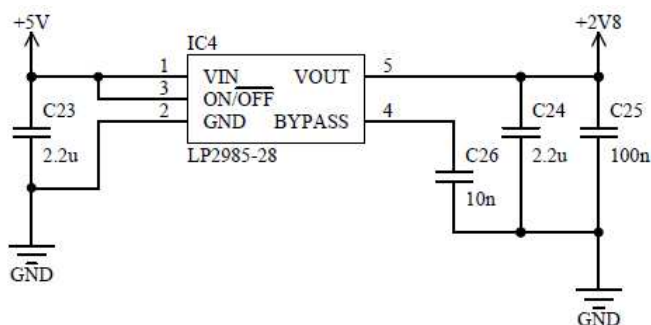 +5V
+2V8
IC4
1 VIN VOUT 5
3 ON/OFF
2 GND BYPASS 4
LP2985-28
C23
2.2u
C24
2.2u
C25
100n
C26
10n
GND
GND